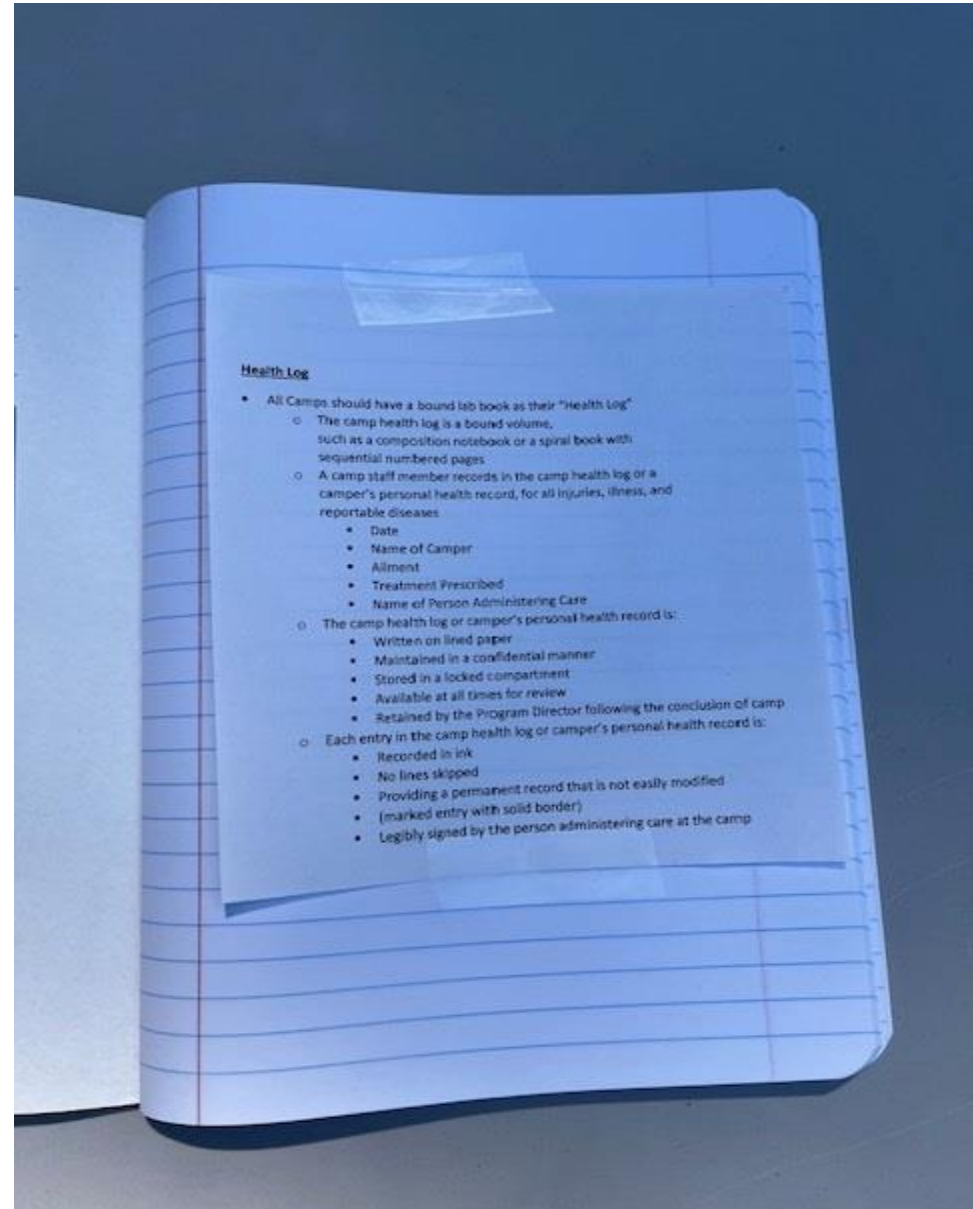 Health Log
• All Camps should have a bound lab book as their "Health Log"
o The camp health log is a bound volume,
such as a composition notebook or a spiral book with
sequential numbered pages
o A camp staff member records in the camp health log or a
camper's personal health record, for all injuries, illness, and
reportable diseases
• Date
• Name of Camper
• Ailment
• Treatment Prescribed
• Name of Person Administering Care
o The camp health log or camper's personal health record is:
• Written on lined paper
• Maintained in a confidential manner
• Stored in a locked compartment
• Available at all times for review
• Retained by the Program Director following the conclusion of camp
o Each entry in the camp health log or camper's personal health record is:
• Recorded in ink
• No lines skipped
• Providing a permanent record that is not easily modified
• (marked entry with solid border)
• Legibly signed by the person administering care at the camp